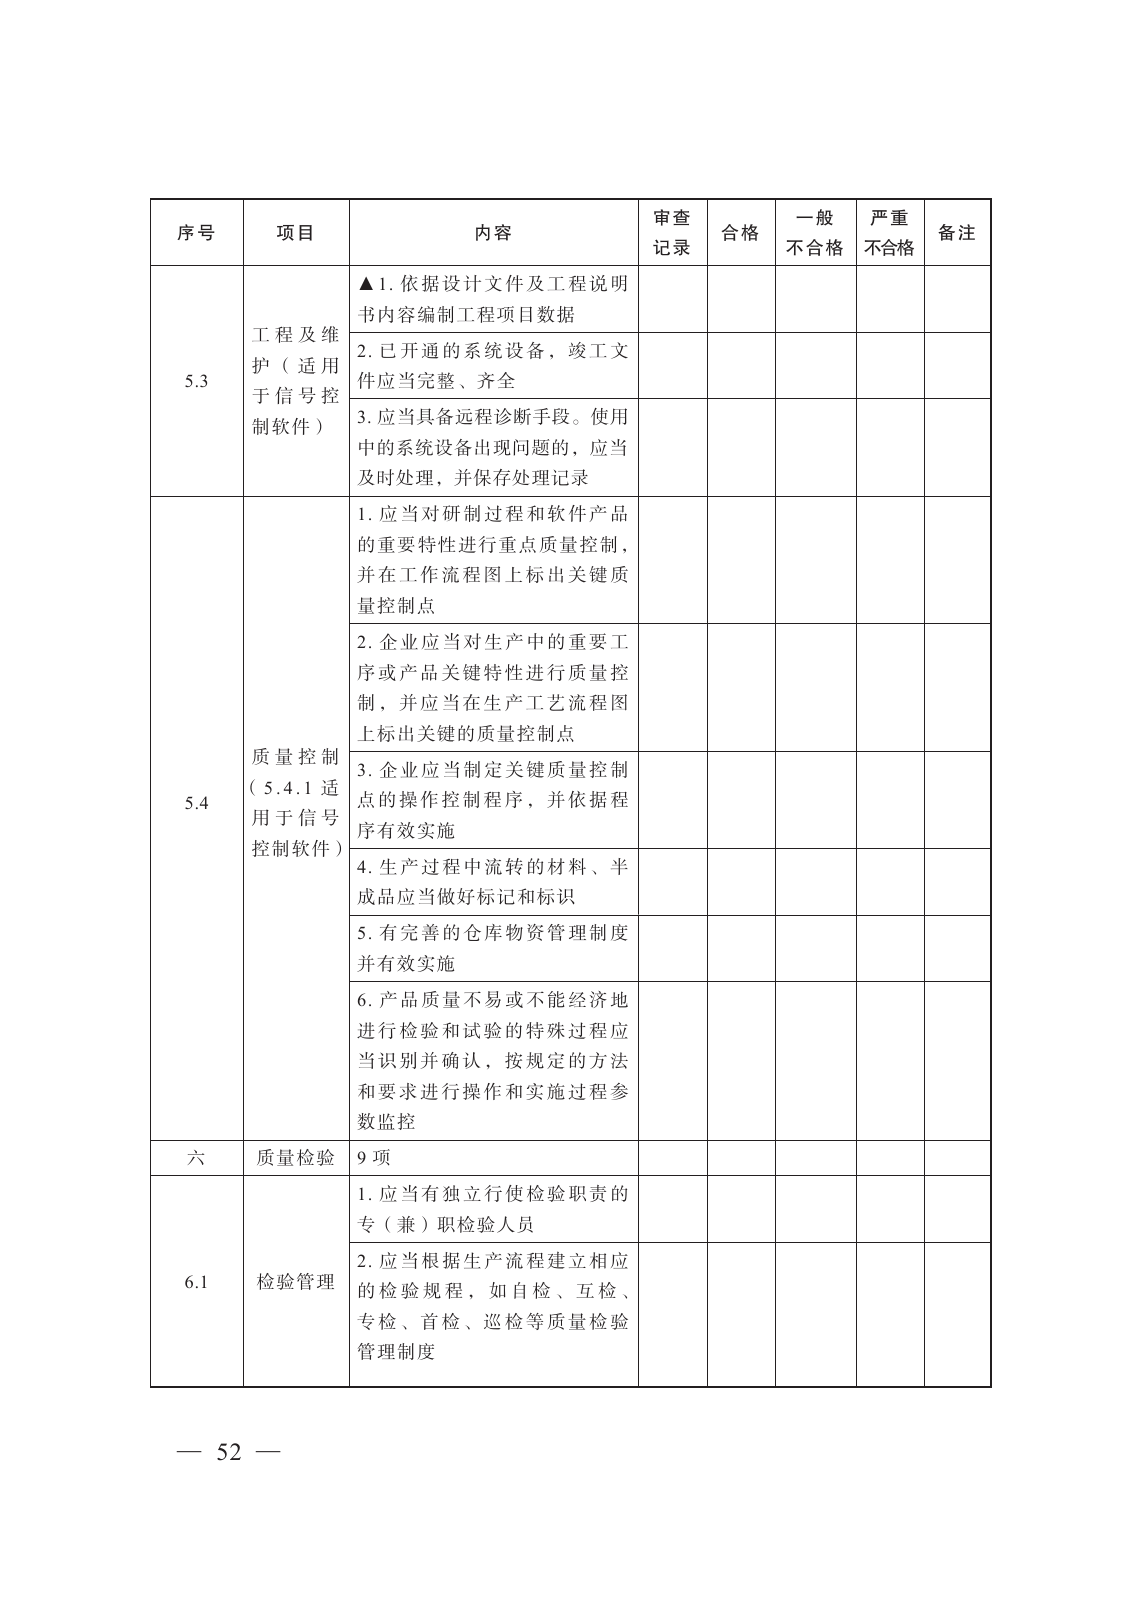 序号 项目 内容 审查记录 合格 一般不合格 严重不合格 备注
5.3
工程及维
护（适用
于信号控
制软件）
▲1. 依据设计文件及工程说明
书内容编制工程项目数据
2. 已开通的系统设备，竣工文
件应当完整、齐全
3. 应当具备远程诊断手段。使用
中的系统设备出现问题的，应当
及时处理，并保存处理记录
5.4
质量控制
（5.4.1 适
用于信号
控制软件）
1. 应当对研制过程和软件产品
的重要特性进行重点质量控制，
并在工作流程图上标出关键质
量控制点
2. 企业应当对生产中的重要工
序或产品关键特性进行质量控
制，并应当在生产工艺流程图
上标出关键的质量控制点
3. 企业应当制定关键质量控制
点的操作控制程序，并依据程
序有效实施
4. 生产过程中流转的材料、半
成品应当做好标记和标识
5. 有完善的仓库物资管理制度
并有效实施
6. 产品质量不易或不能经济地
进行检验和试验的特殊过程应
当识别并确认，按规定的方法
和要求进行操作和实施过程参
数监控
六 质量检验 9 项
6.1
检验管理
1. 应当有独立行使检验职责的
专（兼）职检验人员
2. 应当根据生产流程建立相应
的检验规程，如自检、互检、
专检、首检、巡检等质量检验
管理制度
— 52 —